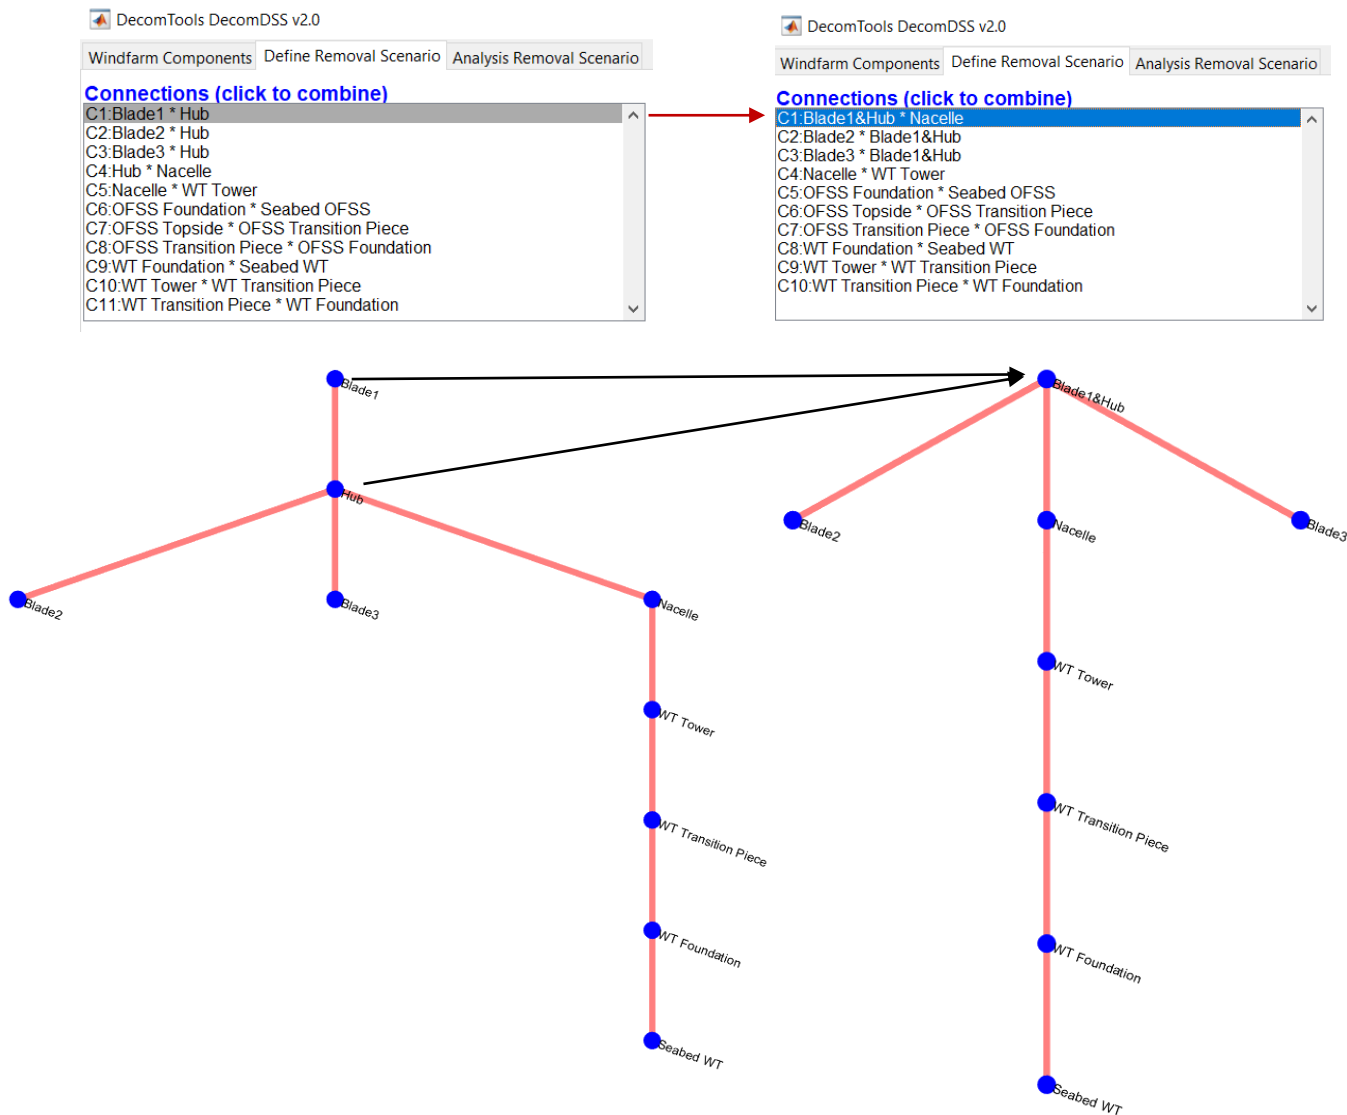 DecomTools DecomDSS v2.0
Windfarm Components Define Removal Scenario Analysis Removal Scenario
Connections (click to combine)
C1:Blade1 * Hub
C2:Blade2 * Hub
C3:Blade3 * Hub
C4:Hub * Nacelle
C5:Nacelle * WT Tower
C6:OFSS Foundation * Seabed OFSS
C7:OFSS Topside * OFSS Transition Piece
C8:OFSS Transition Piece * OFSS Foundation
C9:WT Foundation * Seabed WT
C10:WT Tower * WT Transition Piece
C11:WT Transition Piece * WT Foundation
DecomTools DecomDSS v2.0
Windfarm Components Define Removal Scenario Analysis Removal Scenario
Connections (click to combine)
C1:Blade1&Hub * Nacelle
C2:Blade2 * Blade1&Hub
C3:Blade3 * Blade1&Hub
C4:Nacelle * WT Tower
C5:OFSS Foundation * Seabed OFSS
C6:OFSS Topside * OFSS Transition Piece
C7:OFSS Transition Piece * OFSS Foundation
C8:WT Foundation * Seabed WT
C9:WT Tower * WT Transition Piece
C10:WT Transition Piece * WT Foundation
Blade1
Hub
Blade2
Blade3
Nacelle
WT Tower
WT Transition Piece
WT Foundation
Seabed WT
Blade1&Hub
Blade2
Nacelle
Blade3
WT Tower
WT Transition Piece
WT Foundation
Seabed WT